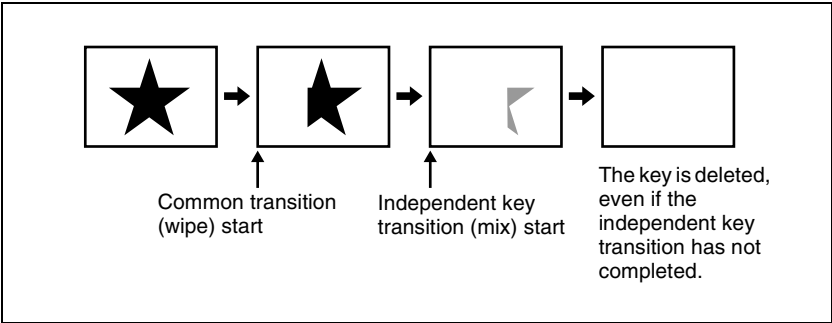 Common transition
(wipe) start
Independent key
transition (mix) start
The key is deleted,
even if the
independent key
transition has not
completed.